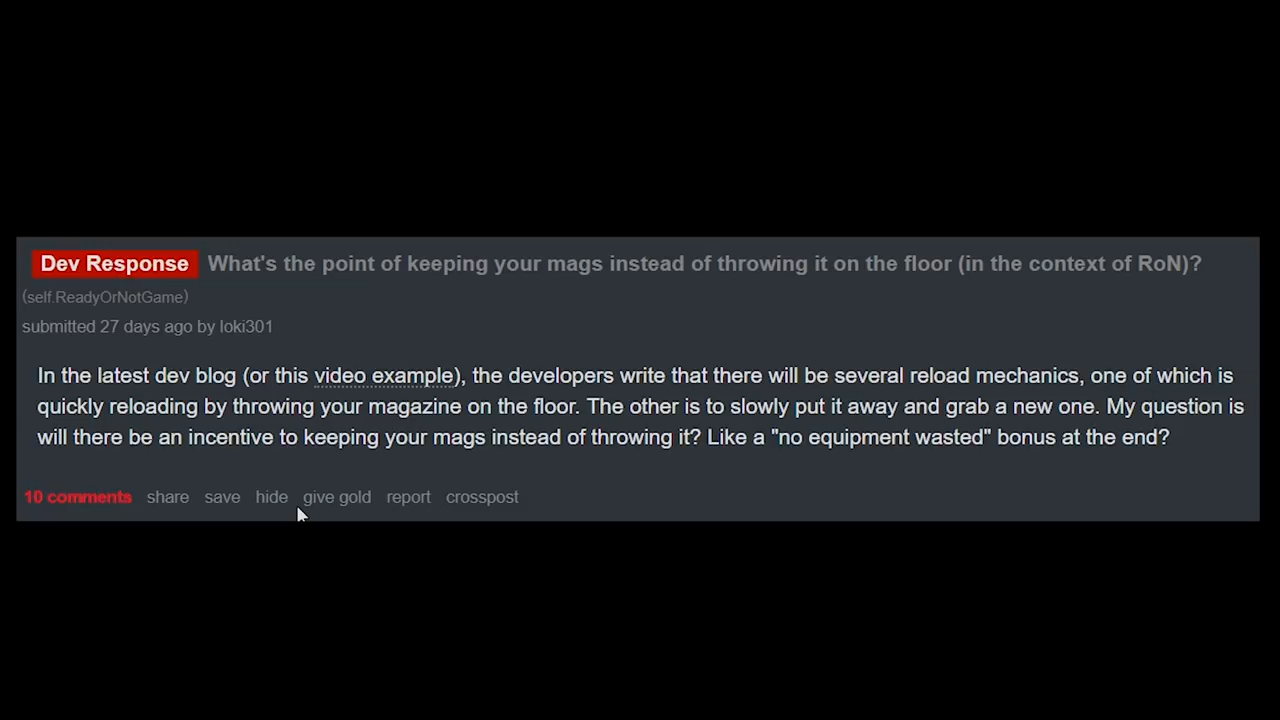 Dev Response What's the point of keeping your mags instead of throwing it on the floor (in the context of RoN)?
(self.ReadyOrNotGame)
submitted 27 days ago by loki301
In the latest dev blog (or this video example), the developers write that there will be several reload mechanics, one of which is
quickly reloading by throwing your magazine on the floor. The other is to slowly put it away and grab a new one. My question is
will there be an incentive to keeping your mags instead of throwing it? Like a "no equipment wasted" bonus at the end?
10 comments share save hide give gold report crosspost